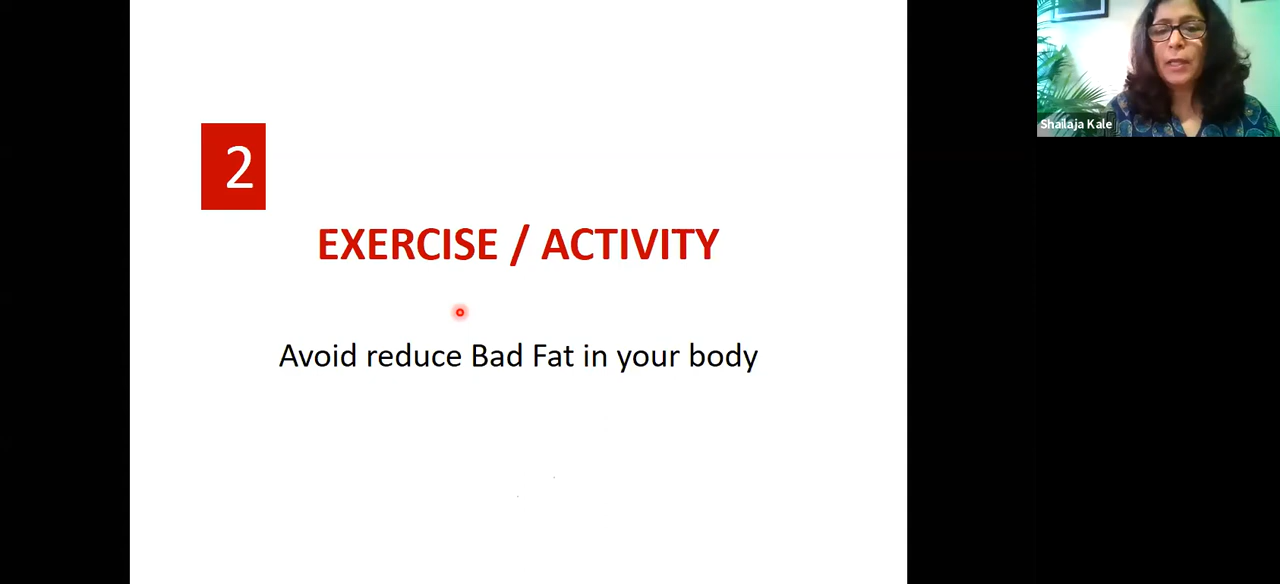 2
EXERCISE / ACTIVITY
Avoid reduce Bad Fat in your body
Shailaja Kale